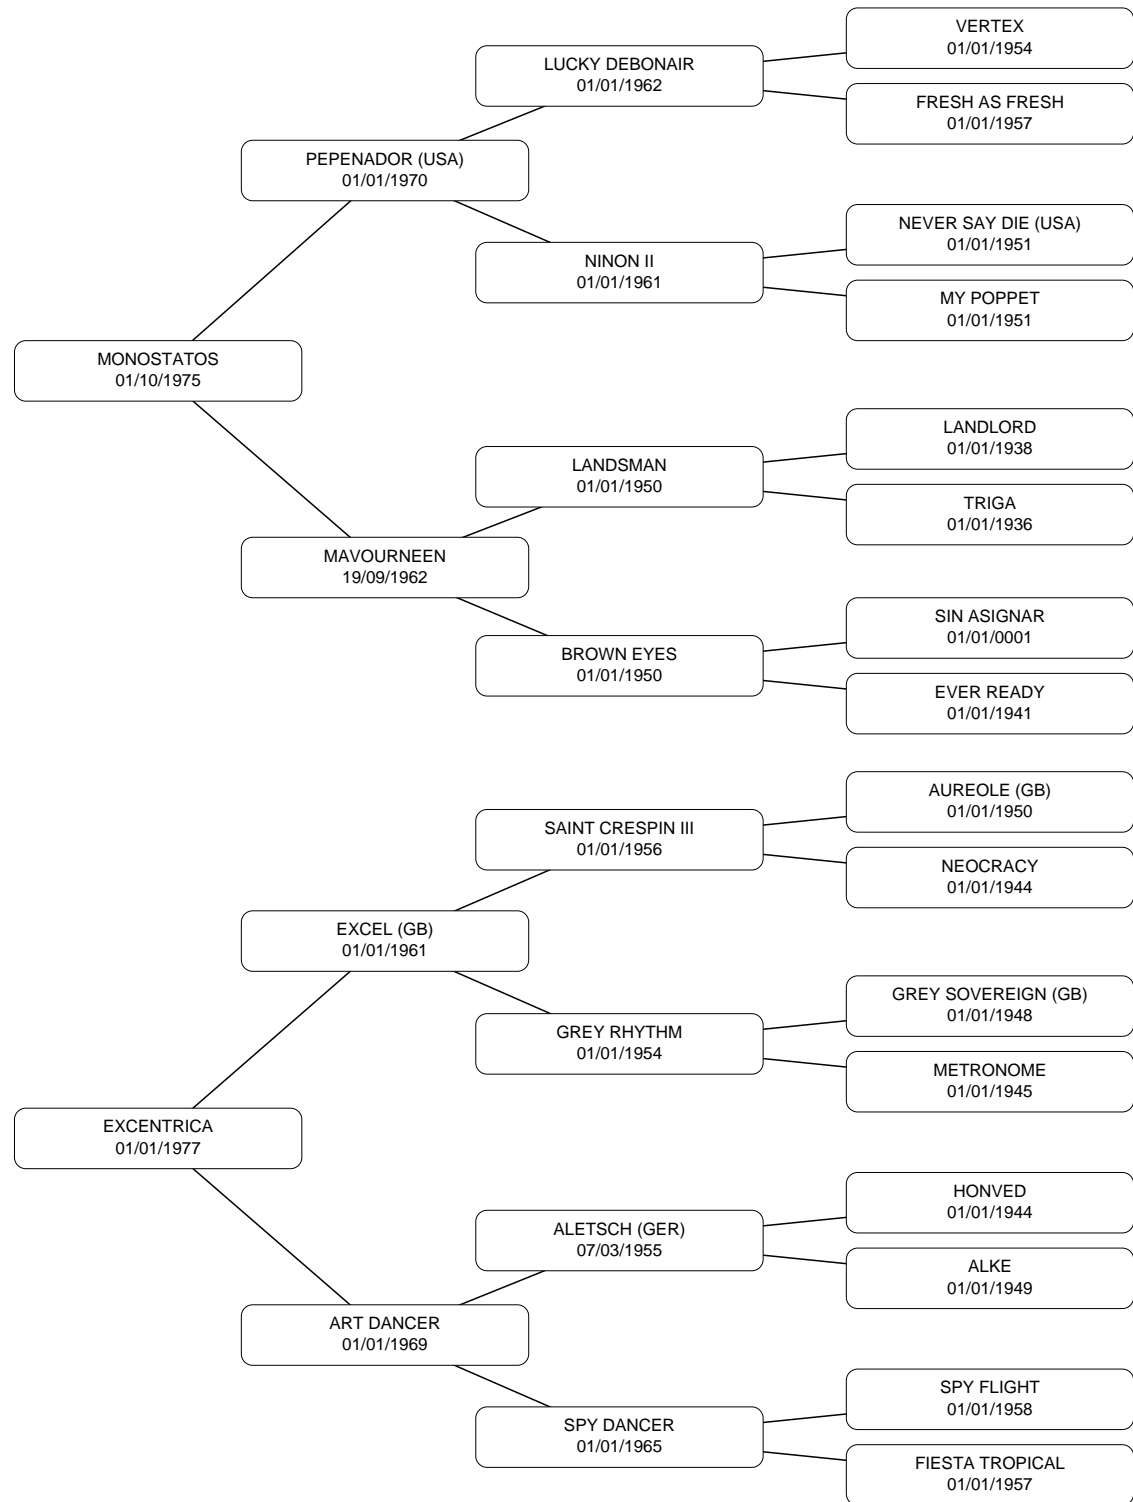 VERTEX
01/01/1954
LUCKY DEBONAIR
01/01/1962
FRESH AS FRESH
01/01/1957
PEPENADOR (USA)
01/01/1970
NEVER SAY DIE (USA)
01/01/1951
NINON II
01/01/1961
MY POPPET
01/01/1951
MONOSTATOS
01/10/1975
LANDLORD
01/01/1938
LANDSMAN
01/01/1950
TRIGA
01/01/1936
MAVOURNEEN
19/09/1962
SIN ASIGNAR
01/01/0001
BROWN EYES
01/01/1950
EVER READY
01/01/1941
AUREOLE (GB)
01/01/1950
SAINT CRESPIN III
01/01/1956
NEOCRACY
01/01/1944
EXCEL (GB)
01/01/1961
GREY SOVEREIGN (GB)
01/01/1948
GREY RHYTHM
01/01/1954
METRONOME
01/01/1945
EXCENTRICA
01/01/1977
HONVED
01/01/1944
ALETSCH (GER)
07/03/1955
ALKE
01/01/1949
ART DANCER
01/01/1969
SPY FLIGHT
01/01/1958
SPY DANCER
01/01/1965
FIESTA TROPICAL
01/01/1957